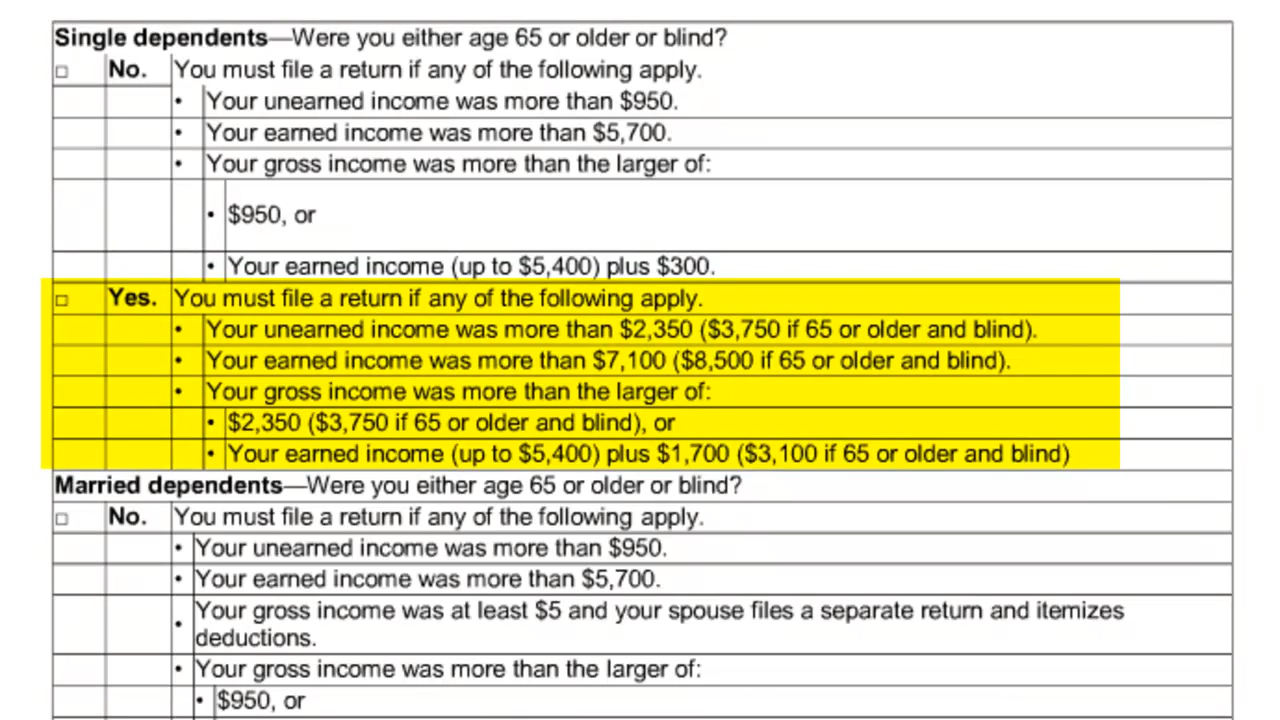 Single dependents—Were you either age 65 or older or blind?
□ No. You must file a return if any of the following apply.
• Your unearned income was more than $950.
• Your earned income was more than $5,700.
• Your gross income was more than the larger of:
• $950, or
• Your earned income (up to $5,400) plus $300.
□ Yes. You must file a return if any of the following apply.
• Your unearned income was more than $2,350 ($3,750 if 65 or older and blind).
• Your earned income was more than $7,100 ($8,500 if 65 or older and blind).
• Your gross income was more than the larger of:
• $2,350 ($3,750 if 65 or older and blind), or
• Your earned income (up to $5,400) plus $1,700 ($3,100 if 65 or older and blind)
Married dependents—Were you either age 65 or older or blind?
□ No. You must file a return if any of the following apply.
• Your unearned income was more than $950.
• Your earned income was more than $5,700.
• Your gross income was at least $5 and your spouse files a separate return and itemizes
deductions.
• Your gross income was more than the larger of:
• $950, or